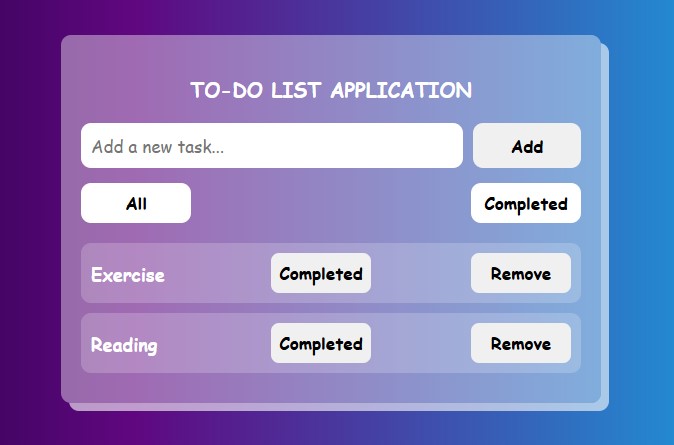 TO-DO LIST APPLICATION
Add a new task... Add
All Completed
Exercise Completed Remove
Reading Completed Remove